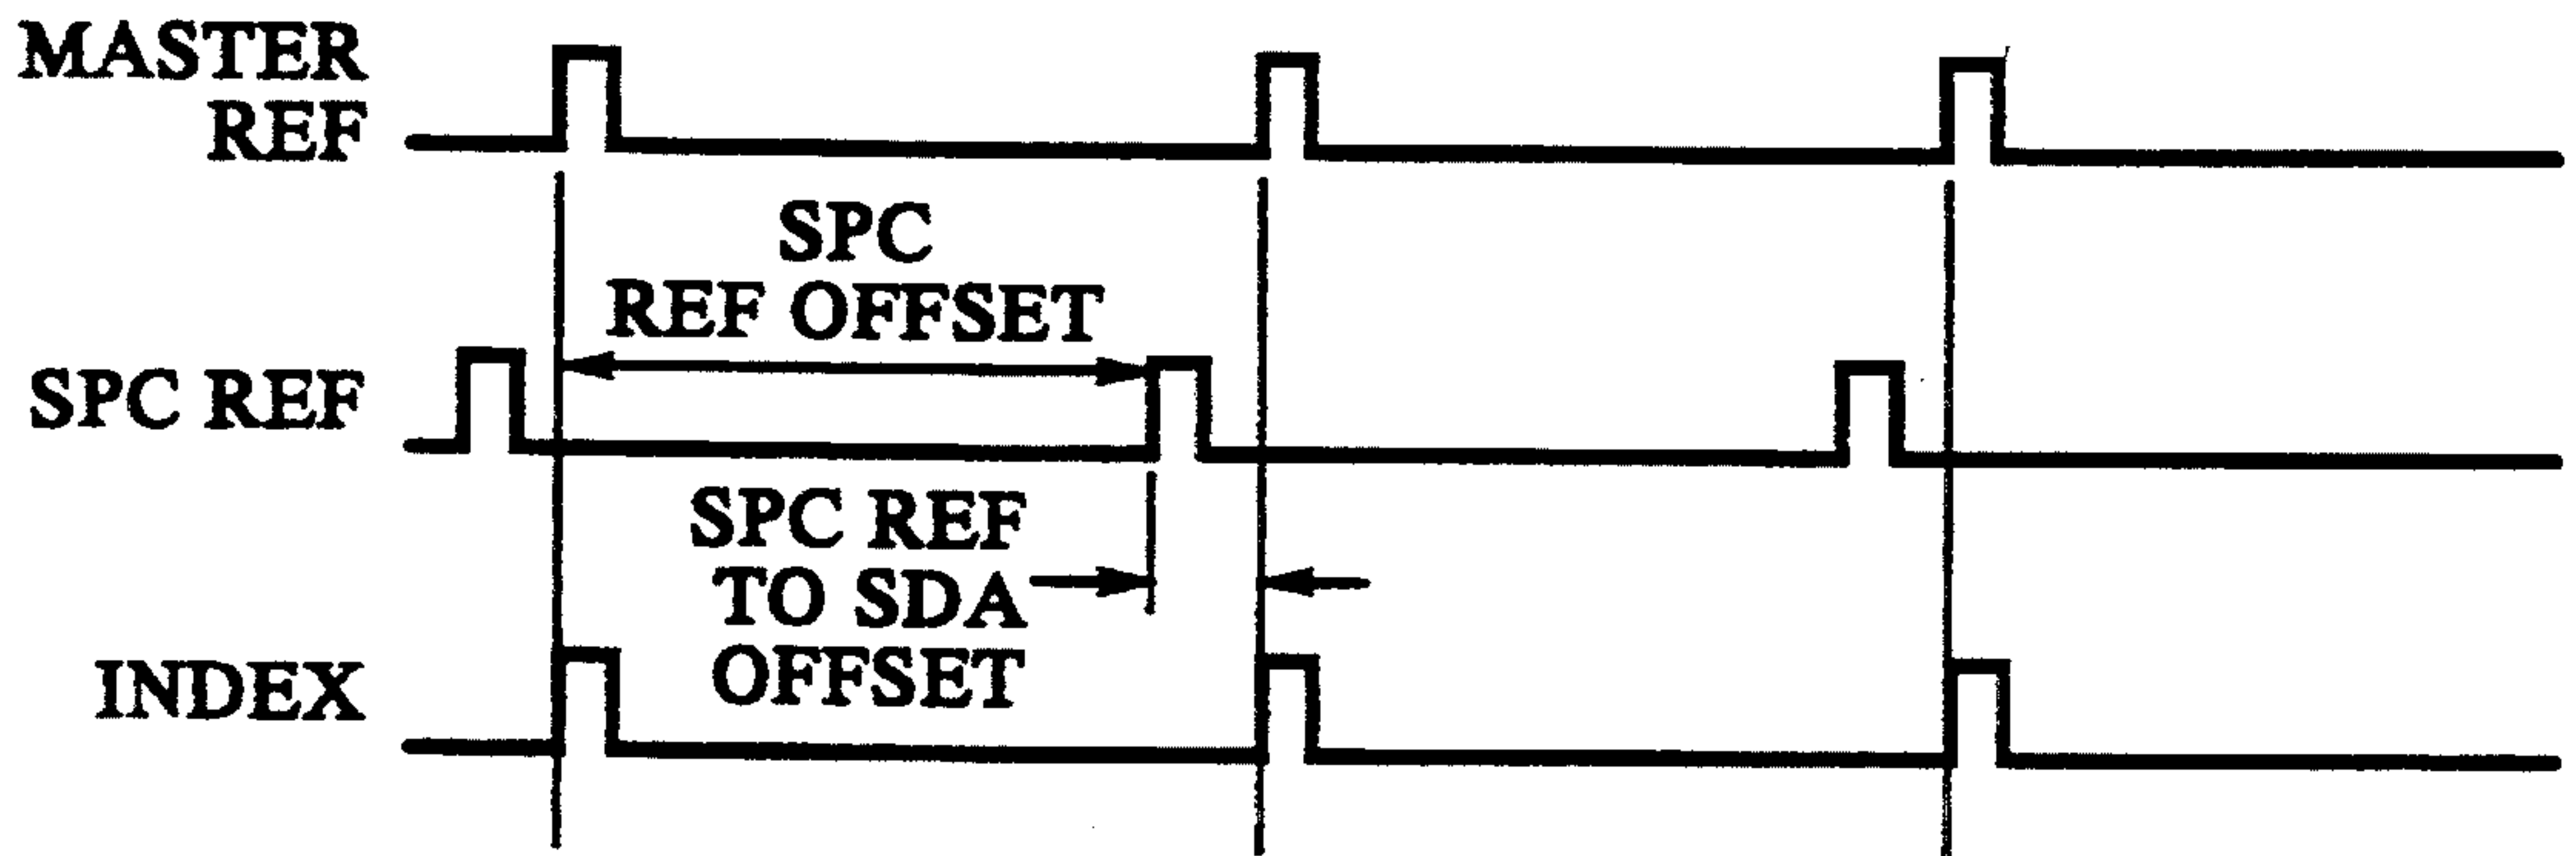 MASTER
REF
SPC
REF OFFSET
SPC REF
SPC REF
TO SDA
OFFSET
INDEX